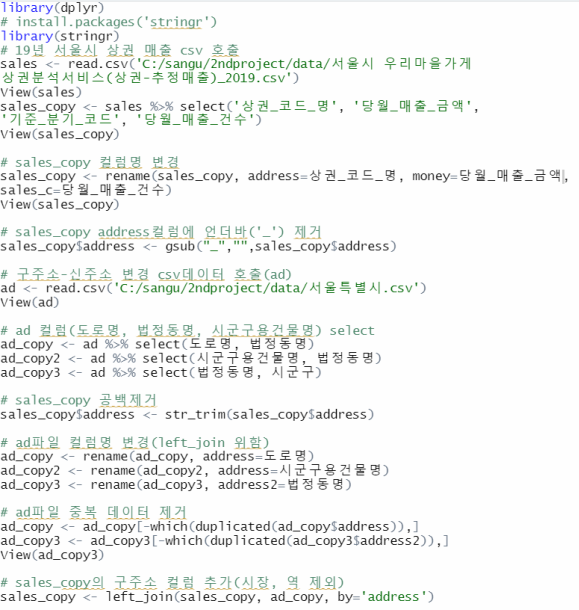 library(dplyr)
# install.packages('stringr')
library(stringr)
# 19년 서울시 상권 매출 csv 호출
sales <- read.csv('C:/sangu/2ndproject/data/서울시 우리마을가게
상권분석서비스(상권-추정매출)_2019.csv')
View(sales)
sales_copy <- sales %>% select('상권_코드_명', '당월_매출_금액',
'기준_분기_코드', '당월_매출_건수')
View(sales_copy)
# sales_copy 컬럼명 변경
sales_copy <- rename(sales_copy, address=상권_코드_명, money=당월_매출_금액,
sales_c=당월_매출_건수)
View(sales_copy)
# sales_copy address컬럼에 언더바('_') 제거
sales_copy$address <- gsub("_","",sales_copy$address)
# 구주소-신주소 변경 csv데이터 호출(ad)
ad <- read.csv('C:/sangu/2ndproject/data/서울특별시.csv')
View(ad)
# ad 컬럼(도로명, 법정동명, 시군구용건물명) select
ad_copy <- ad %>% select(도로명, 법정동명)
ad_copy2 <- ad %>% select(시군구용건물명, 법정동명)
ad_copy3 <- ad %>% select(법정동명, 시군구)
# sales_copy 공백제거
sales_copy$address <- str_trim(sales_copy$address)
# ad파일 컬럼명 변경(left_join 위함)
ad_copy <- rename(ad_copy, address=도로명)
ad_copy2 <- rename(ad_copy2, address=시군구용건물명)
ad_copy3 <- rename(ad_copy3, address2=법정동명)
# ad파일 중복 데이터 제거
ad_copy <- ad_copy[-which(duplicated(ad_copy$address)),]
ad_copy3 <- ad_copy3[-which(duplicated(ad_copy3$address2)),]
View(ad_copy3)
# sales_copy의 구주소 컬럼 추가(시장, 역 제외)
sales_copy <- left_join(sales_copy, ad_copy, by='address')